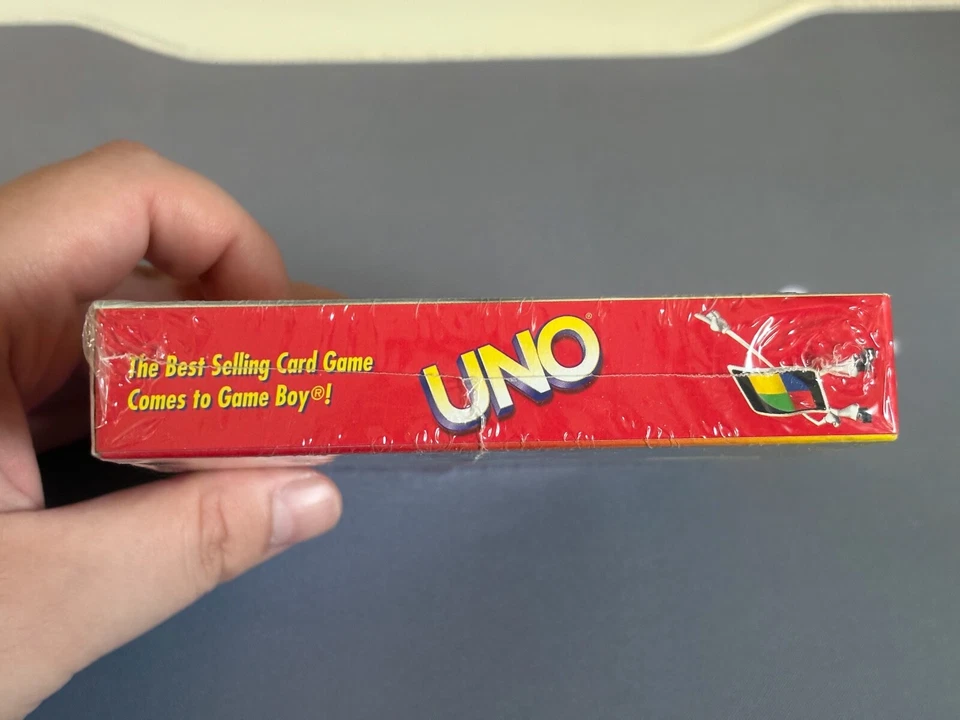 The Best Selling Card Game
Comes to Game Boy®!
UNO®